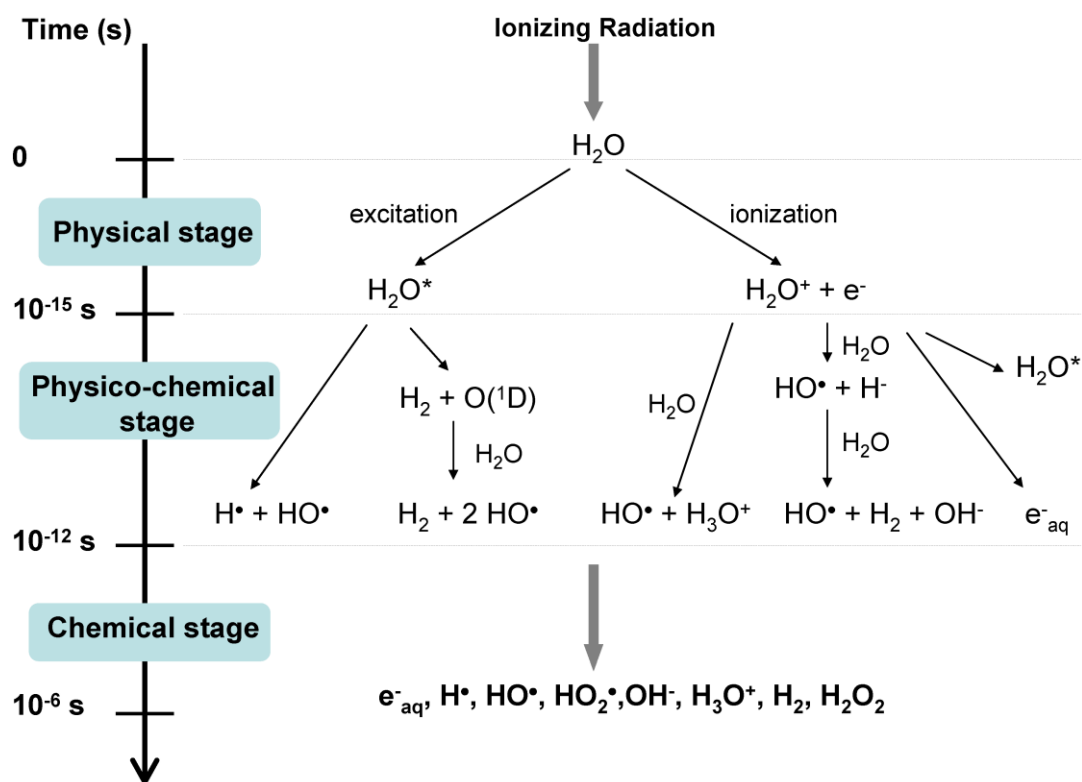 Time (s)
Ionizing Radiation
0
H₂O
excitation
ionization
Physical stage
10⁻¹⁵ s
H₂O*
H₂O⁺ + e⁻
Physico-chemical
stage
H₂ + O(¹D)
H₂O
H₂O
H₂O
HO• + H⁻
H₂O
H₂O*
H• + HO•
H₂ + 2 HO•
HO• + H₃O⁺
HO• + H₂ + OH⁻
e⁻aq
10⁻¹² s
Chemical stage
10⁻⁶ s
e⁻aq, H•, HO•, HO₂•,OH⁻, H₃O⁺, H₂, H₂O₂